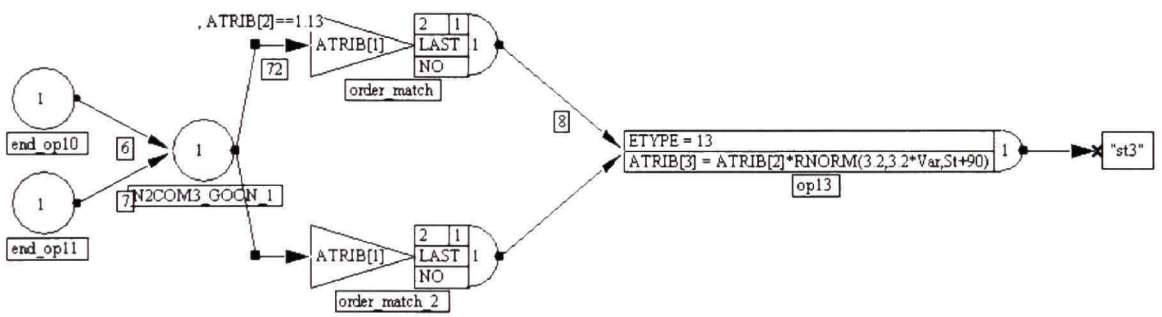 , ATRIB[2]==1.13
ATRIB[1]
2 1
LAST
NO
1
72
order_match
1
end_op10
6
1
N2COM3_GOON_1
1
end_op11
7
8
ETYPE = 13
ATRIB[3] = ATRIB[2]*RNORM(3.2,3.2*Var,St+90)
1
op13
"st3"
ATRIB[1]
2 1
LAST
NO
1
order_match_2